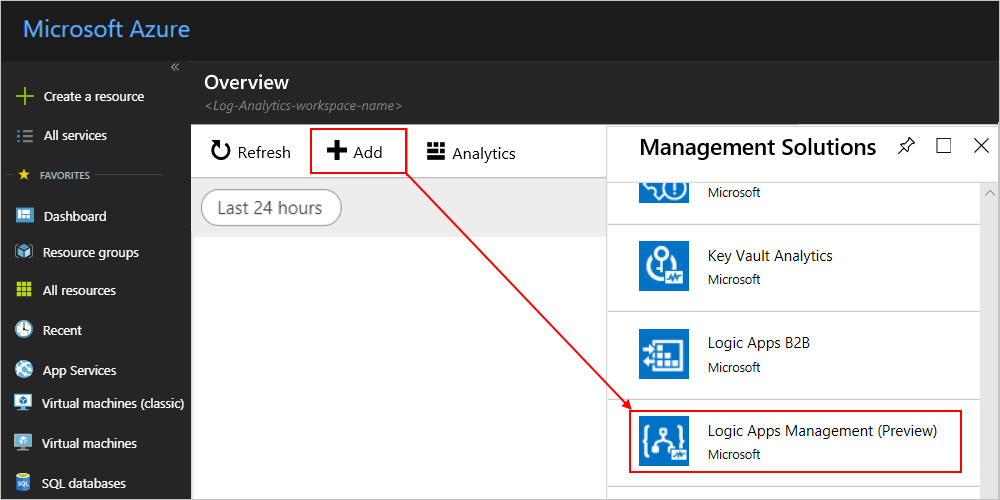 Microsoft Azure
«
Create a resource
All services
FAVORITES
Dashboard
Resource groups
All resources
Recent
App Services
Virtual machines (classic)
Virtual machines
SQL databases
Overview
<Log-Analytics-workspace-name>
Refresh
Add
Analytics
Last 24 hours
Management Solutions
Microsoft
Key Vault Analytics
Microsoft
Logic Apps B2B
Microsoft
Logic Apps Management (Preview)
Microsoft